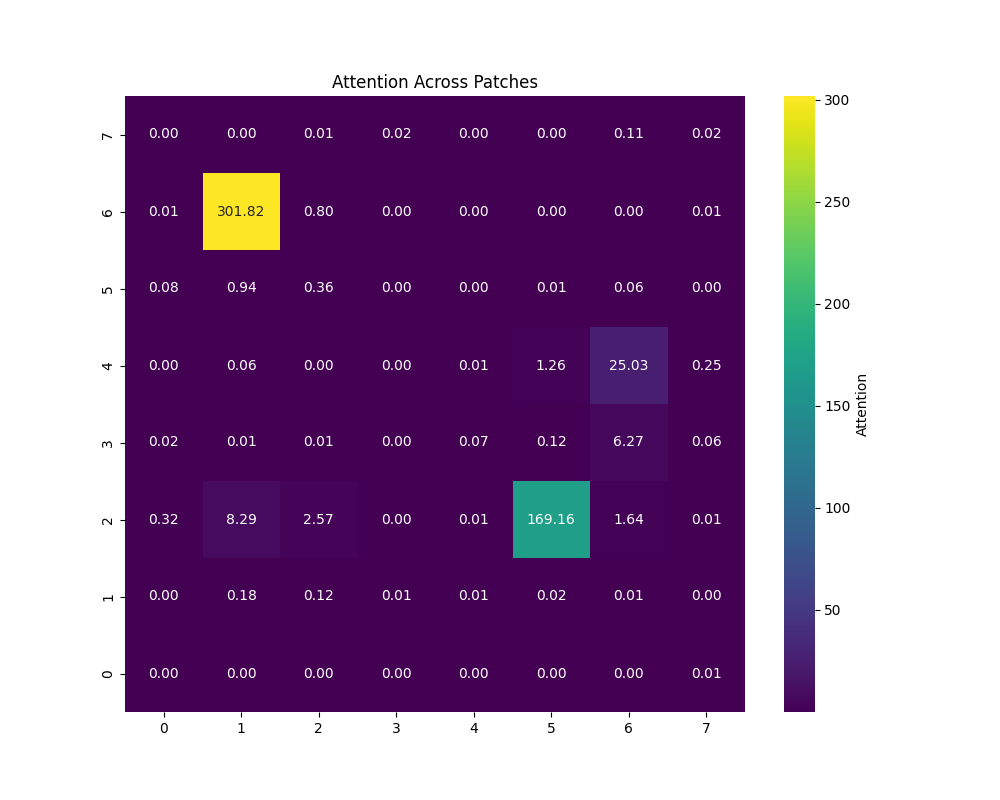 Attention Across Patches
7 0.00 0.00 0.01 0.02 0.00 0.00 0.11 0.02
6 0.01 301.82 0.80 0.00 0.00 0.00 0.00 0.01
5 0.08 0.94 0.36 0.00 0.00 0.01 0.06 0.00
4 0.00 0.06 0.00 0.00 0.01 1.26 25.03 0.25
3 0.02 0.01 0.01 0.00 0.07 0.12 6.27 0.06
2 0.32 8.29 2.57 0.00 0.01 169.16 1.64 0.01
1 0.00 0.18 0.12 0.01 0.01 0.02 0.01 0.00
0 0.00 0.00 0.00 0.00 0.00 0.00 0.00 0.01
0 1 2 3 4 5 6 7
300
250
200
150
100
50
Attention